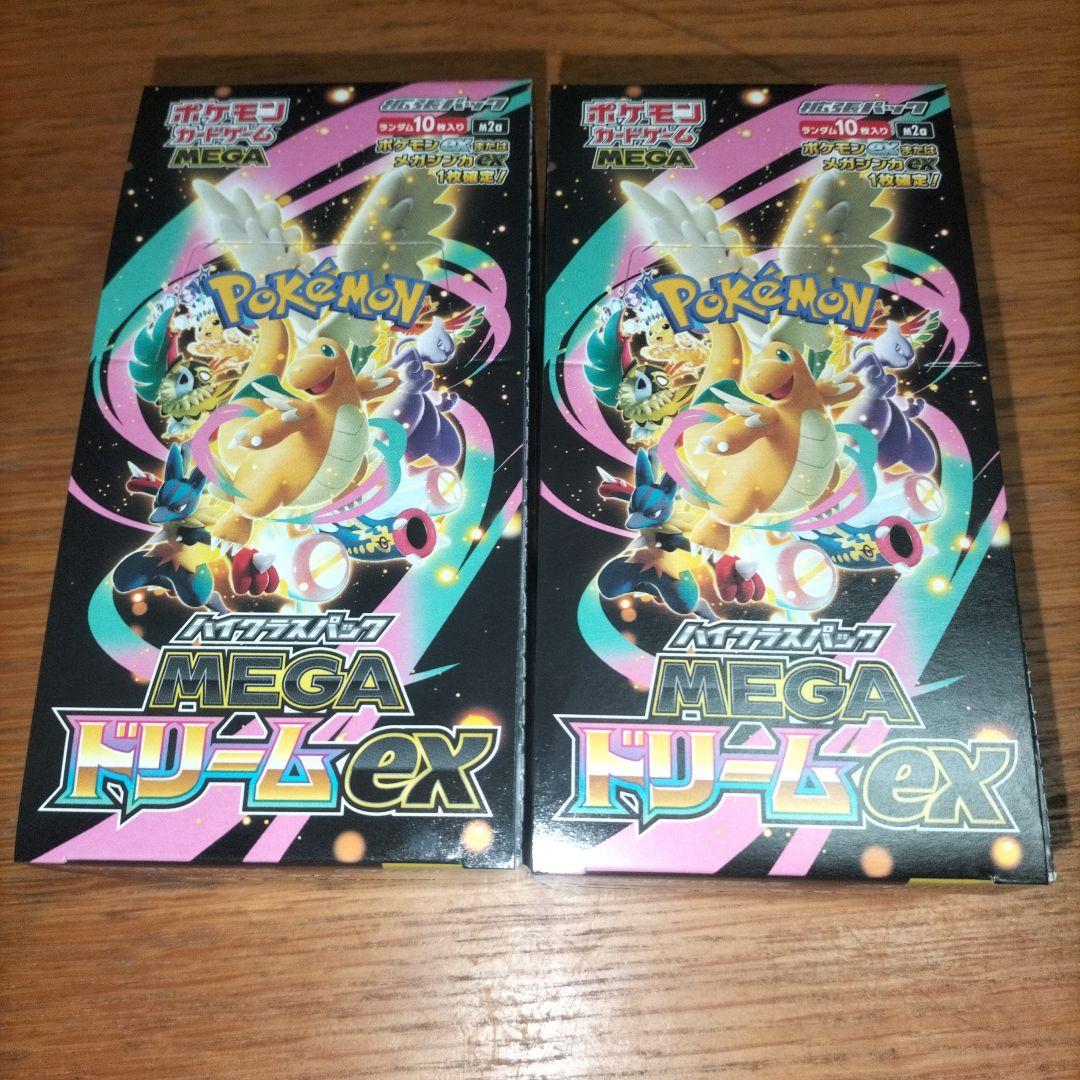 ポケモン
カードゲーム
MEGA
拡張パック
ランダム10枚入り M2a
ポケモンexまたは
メガシンカex
1枚確定!
POKéMON
TM
ハイクラスパック
MEGA
ドリームex
ポケモン
カードゲーム
MEGA
拡張パック
ランダム10枚入り M2a
ポケモンexまたは
メガシンカex
1枚確定!
POKéMON
TM
ハイクラスパック
MEGA
ドリームex